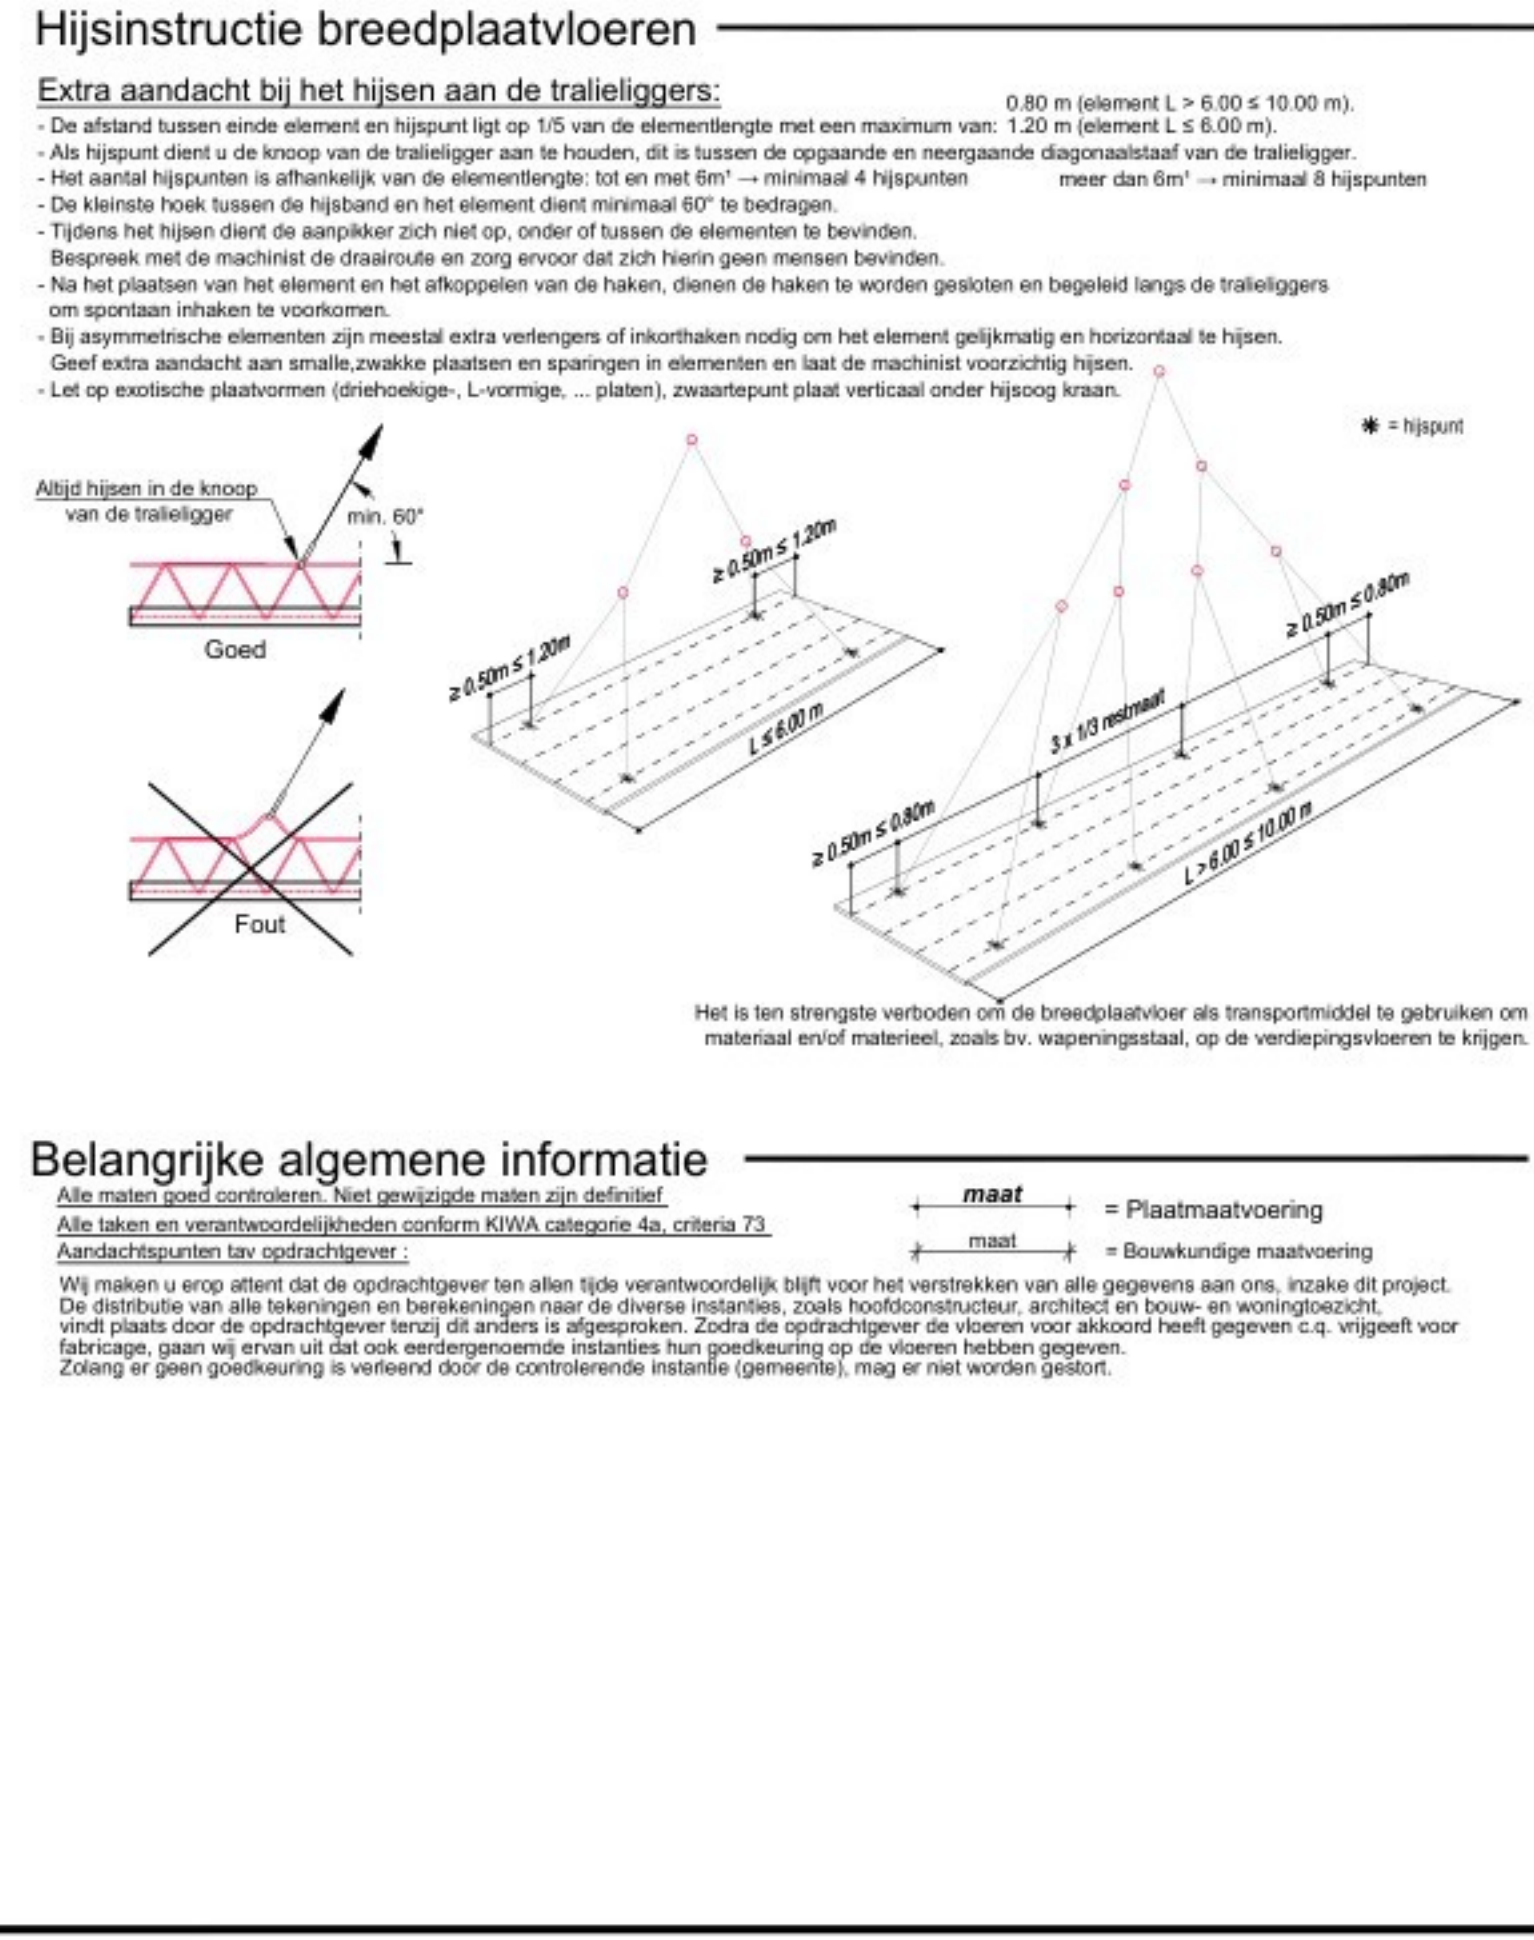 Hijsinstructie breedplaatvloeren
Extra aandacht bij het hijsen aan de tralieliggers:
0.80 m (element L > 6.00 ≤ 10.00 m).
- De afstand tussen einde element en hijspunt ligt op 1/5 van de elementlengte met een maximum van: 1.20 m (element L ≤ 6.00 m).
- Als hijspunt dient u de knoop van de tralieligger aan te houden, dit is tussen de opgaande en neergaande diagonaalstaaf van de tralieligger.
- Het aantal hijspunten is afhankelijk van de elementlengte: tot en met 6m¹ → minimaal 4 hijspunten meer dan 6m¹ → minimaal 8 hijspunten
- De kleinste hoek tussen de hijsband en het element dient minimaal 60° te bedragen.
- Tijdens het hijsen dient de aanpikker zich niet op, onder of tussen de elementen te bevinden.
Bespreek met de machinist de draairoute en zorg ervoor dat zich hierin geen mensen bevinden.
- Na het plaatsen van het element en het afkoppelen van de haken, dienen de haken te worden gesloten en begeleid langs de tralieliggers
om spontaan inhaken te voorkomen.
- Bij asymmetrische elementen zijn meestal extra verlengers of inkorthaken nodig om het element gelijkmatig en horizontaal te hijsen.
Geef extra aandacht aan smalle,zwakke plaatsen en sparingen in elementen en laat de machinist voorzichtig hijsen.
- Let op exotische plaatvormen (driehoekige-, L-vormige, ... platen), zwaartepunt plaat verticaal onder hijsoog kraan.
= hijspunt
Altijd hijsen in de knoop
van de tralieligger
min. 60°
Goed
Fout
≥ 0.50m ≤ 1.20m
≥ 0.50m ≤ 1.20m
L ≤ 6.00 m
≥ 0.50m ≤ 0.80m
3 x 1/3 restmaat
≥ 0.50m ≤ 0.80m
L > 6.00 ≤ 10.00 m
Het is ten strengste verboden om de breedplaatvloer als transportmiddel te gebruiken om
materiaal en/of materieel, zoals bv. wapeningsstaal, op de verdiepingsvloeren te krijgen.
Belangrijke algemene informatie
Alle maten goed controleren. Niet gewijzigde maten zijn definitief
Alle taken en verantwoordelijkheden conform KIWA categorie 4a, criteria 73
Aandachtspunten tav opdrachtgever :
maat = Plaatmaatvoering
maat = Bouwkundige maatvoering
Wij maken u erop attent dat de opdrachtgever ten allen tijde verantwoordelijk blijft voor het verstrekken van alle gegevens aan ons, inzake dit project.
De distributie van alle tekeningen en berekeningen naar de diverse instanties, zoals hoofdconstructeur, architect en bouw- en woningtoezicht,
vindt plaats door de opdrachtgever tenzij dit anders is afgesproken. Zodra de opdrachtgever de vloeren voor akkoord heeft gegeven c.q. vrijgeeft voor
fabricage, gaan wij ervan uit dat ook eerdergenoemde instanties hun goedkeuring op de vloeren hebben gegeven.
Zolang er geen goedkeuring is verleend door de controlerende instantie (gemeente), mag er niet worden gestort.